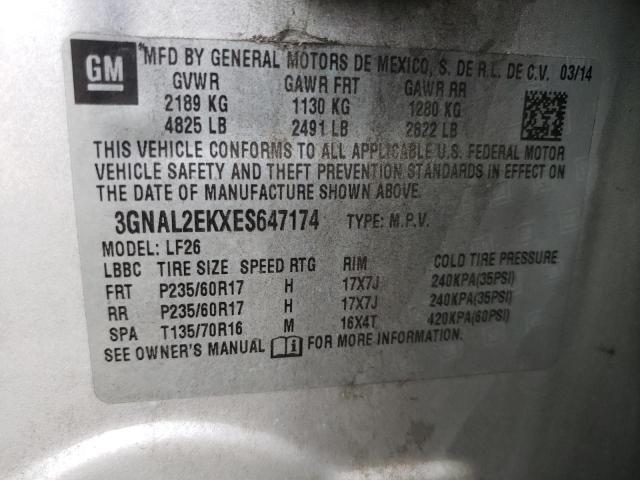 GM
*MFD BY GENERAL MOTORS DE MEXICO, S. DE R.L. DE C.V. 03/14
GVWR GAWR FRT GAWR RR
2189 KG 1130 KG 1280 KG
4825 LB 2491 LB 2822 LB
THIS VEHICLE CONFORMS TO ALL APPLICABLE U.S. FEDERAL MOTOR
VEHICLE SAFETY AND THEFT PREVENTION STANDARDS IN EFFECT ON
THE DATE OF MANUFACTURE SHOWN ABOVE.
3GNAL2EKXES647174 TYPE: M.P.V.
MODEL: LF26
LBBC TIRE SIZE SPEED RTG RIM COLD TIRE PRESSURE
FRT P235/60R17 H 17X7J 240KPA(35PSI)
RR P235/60R17 H 17X7J 240KPA(35PSI)
SPA T135/70R16 M 16X4T 420KPA(60PSI)
SEE OWNER'S MANUAL FOR MORE INFORMATION.